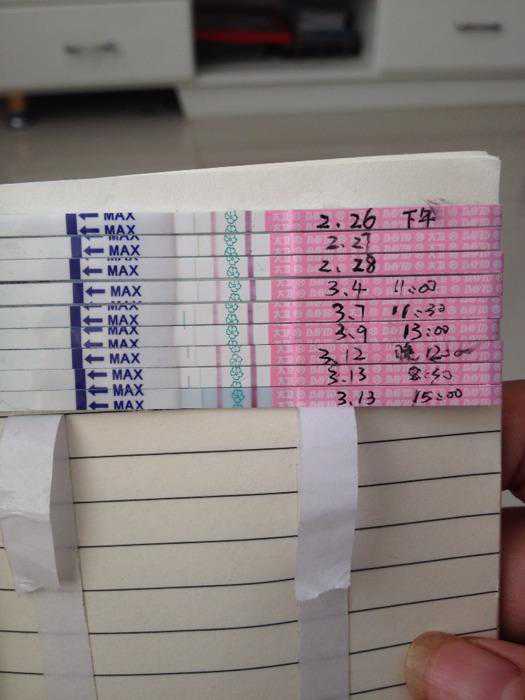 MAX 2.26 下午
MAX 2.27
MAX 2.28
MAX 3.4 11:00
MAX 3.7 11:30
MAX 3.9 13:00
MAX 3.12 晚12:00
MAX 3.13 8:30
MAX 3.13 15:00